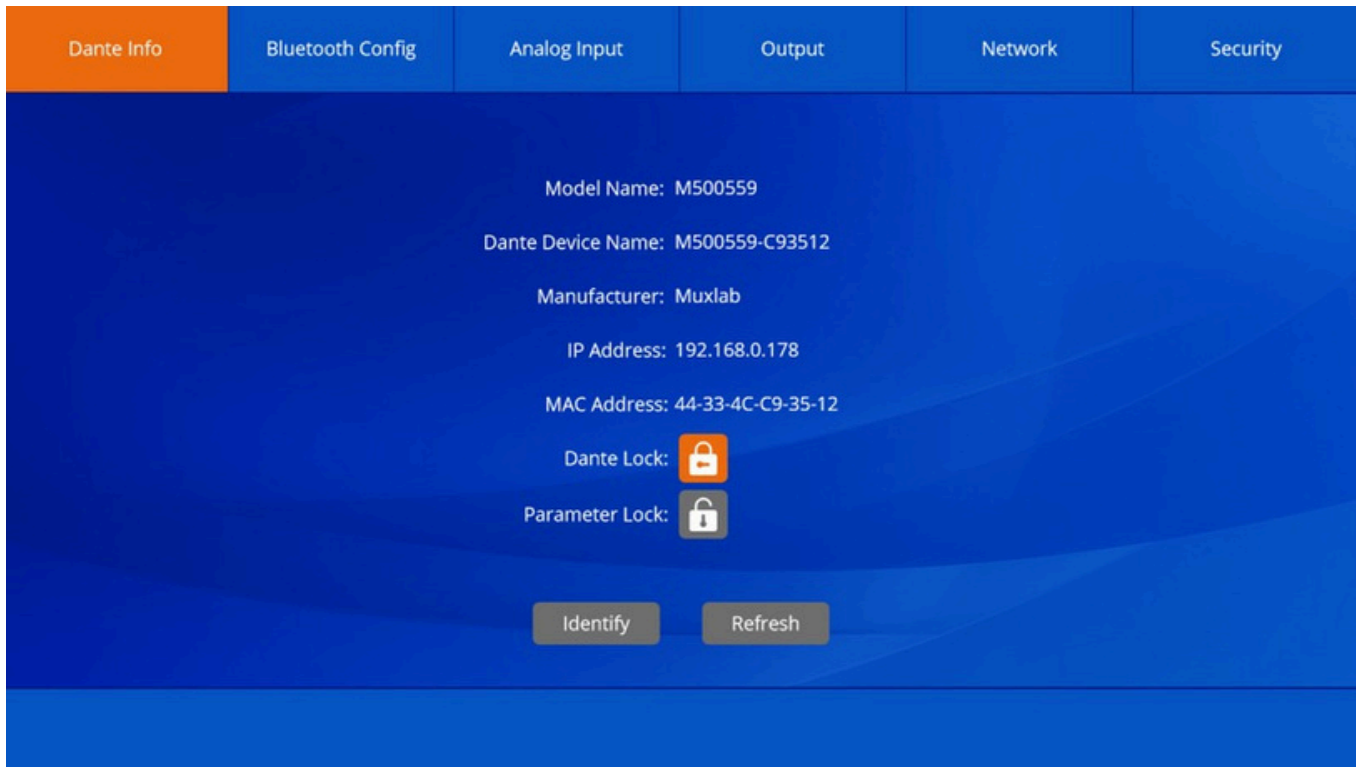 Dante Info Bluetooth Config Analog Input Output Network Security
Model Name: M500559
Dante Device Name: M500559-C93512
Manufacturer: Muxlab
IP Address: 192.168.0.178
MAC Address: 44-33-4C-C9-35-12
Dante Lock:
Parameter Lock:
Identify Refresh